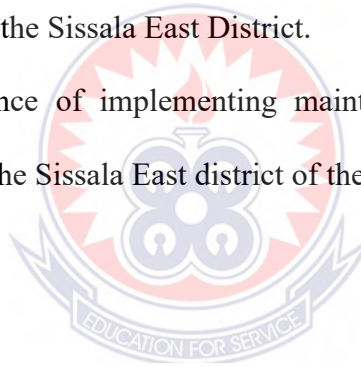 the Sissala East District.
nce of implementing maint
he Sissala East district of the
EDUCATION FOR SERVICE